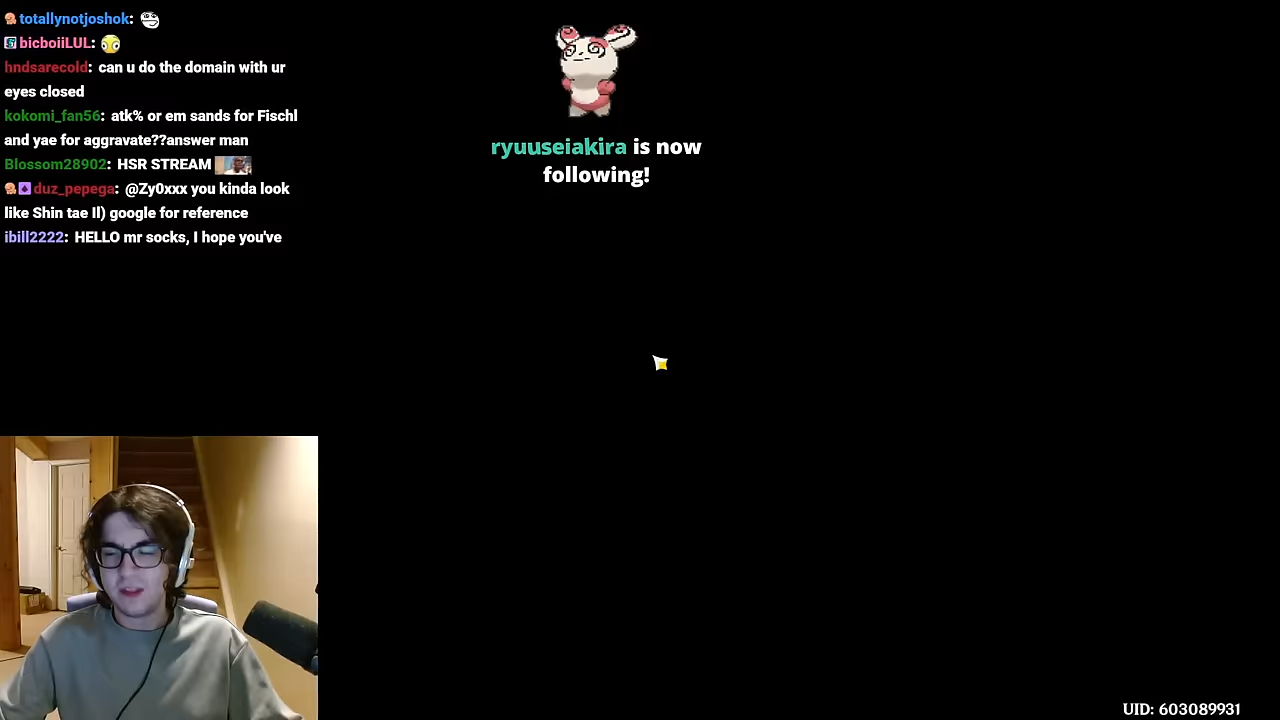 totallynotjoshok:
bicboiiLUL:
hndsarecold: can u do the domain with ur
eyes closed
kokomi_fan56: atk% or em sands for Fischl
and yae for aggravate??answer man
Blossom28902: HSR STREAM
duz_pepega: @Zy0xxx you kinda look
like Shin tae Il) google for reference
ibill2222: HELLO mr socks, I hope you've
ryuuseiakira is now
following!
UID: 603089931